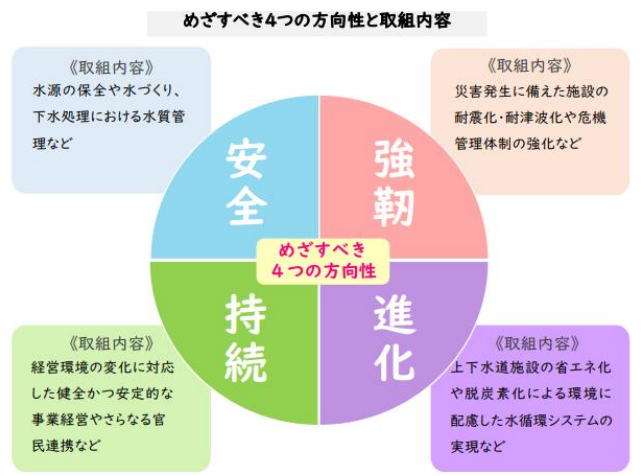 めざすべき4つの方向性と取組内容
《取組内容》
水源の保全や水づくり、
下水処理における水質管
理など
《取組内容》
災害発生に備えた施設の
耐震化・耐津波化や危機
管理体制の強化など
安全
強靭
めざすべき
4つの方向性
持続
進化
《取組内容》
経営環境の変化に対応
した健全かつ安定的な
事業経営やさらなる官
民連携など
《取組内容》
上下水道施設の省エネ化
や脱炭素化による環境に
配慮した水循環システムの
実現など